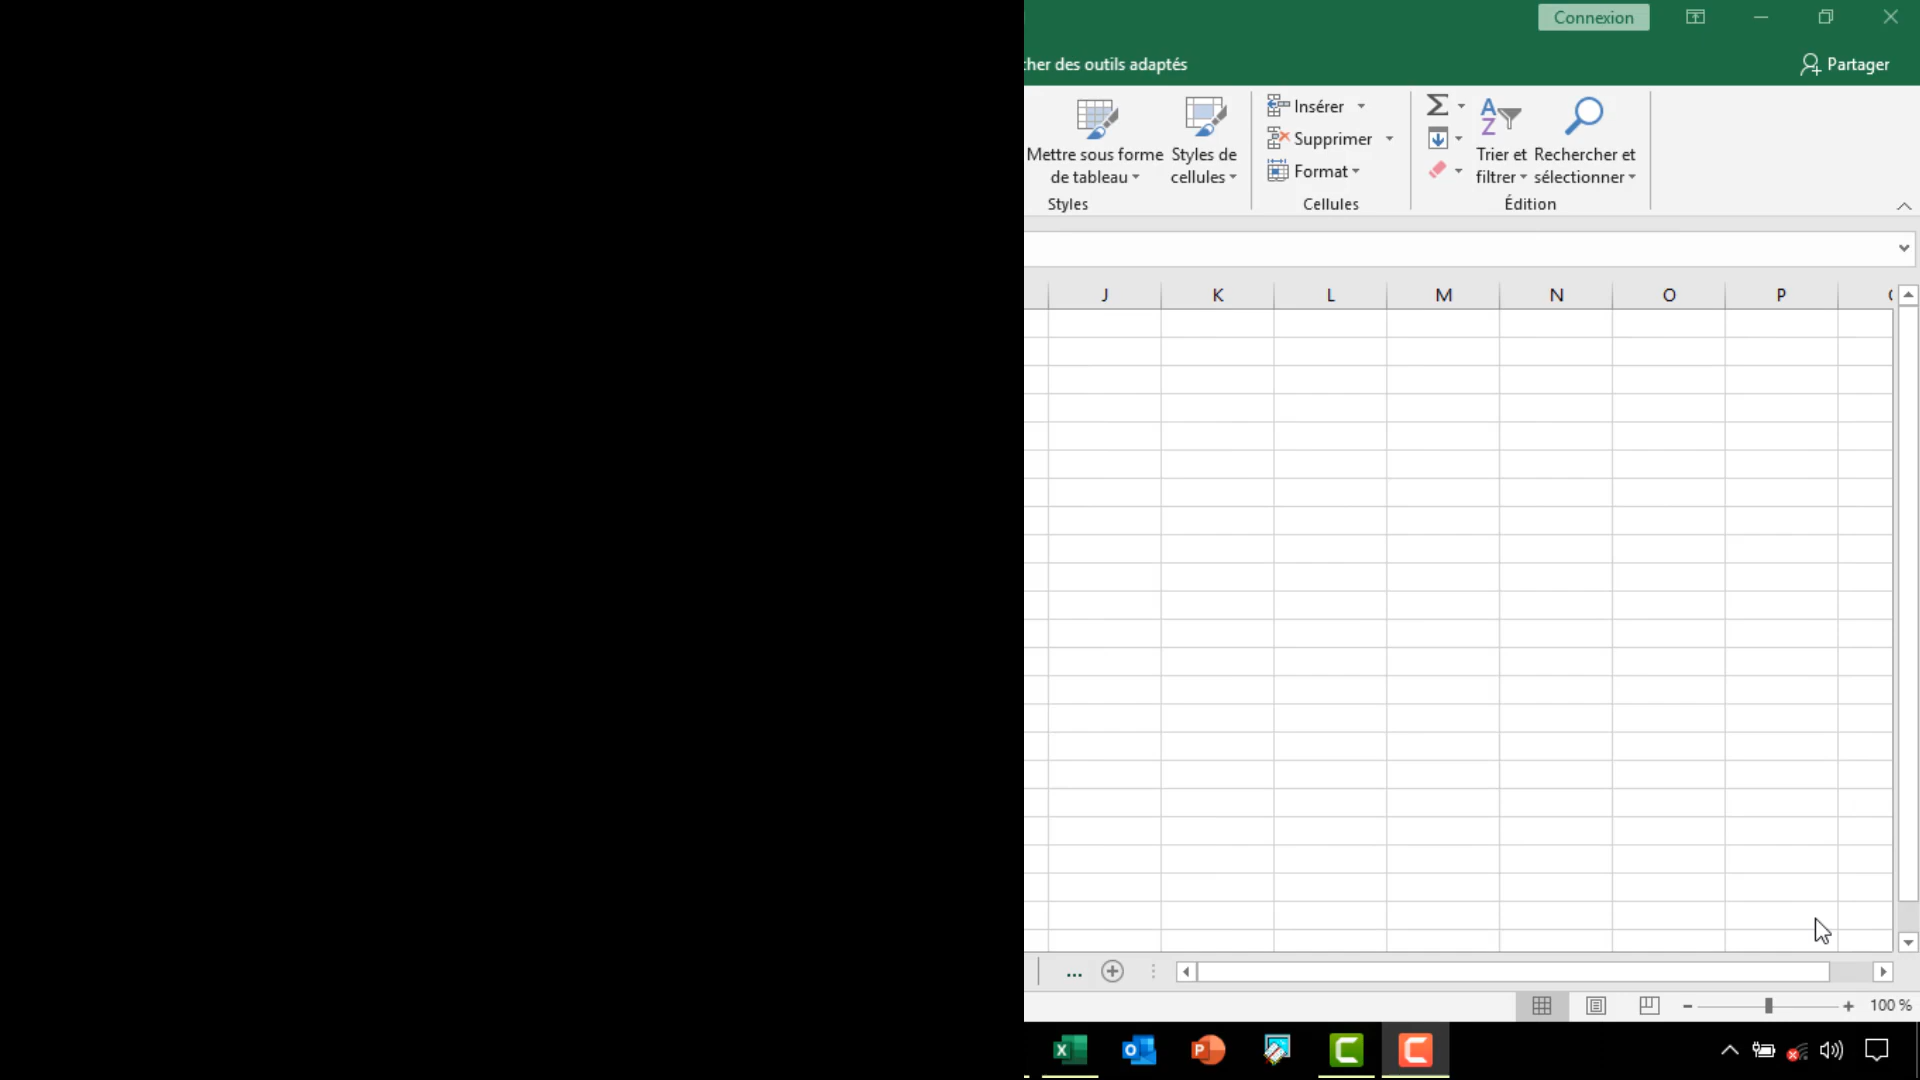 Connexion
cher des outils adaptés
Partager
Insérer
Supprimer
Format
Mettre sous forme de tableau
Styles de cellules
Trier et filtrer
Rechercher et sélectionner
Styles
Cellules
Édition
J K L M N O P
...
100 %